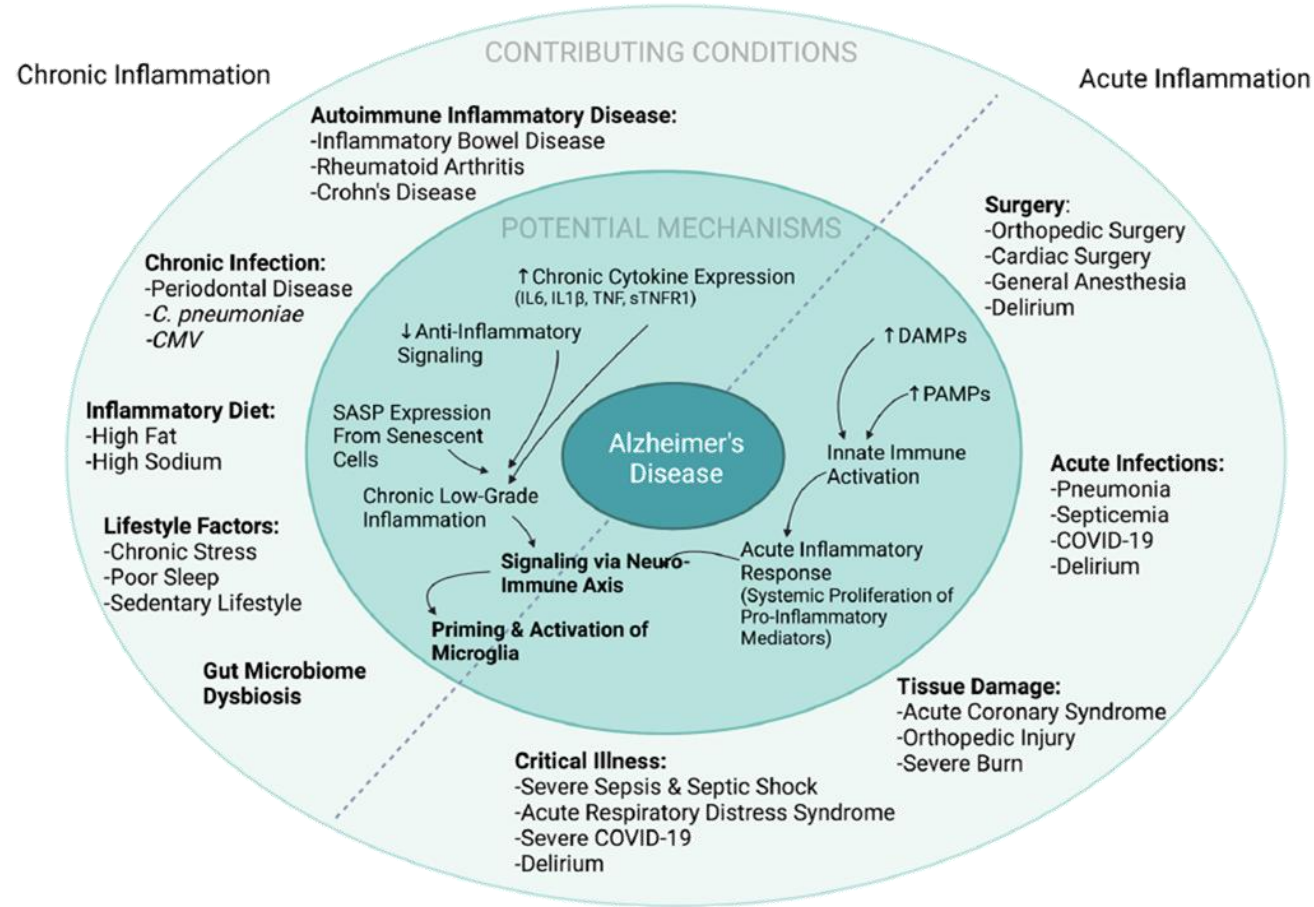 CONTRIBUTING CONDITIONS
Chronic Inflammation
Acute Inflammation
Autoimmune Inflammatory Disease:
-Inflammatory Bowel Disease
-Rheumatoid Arthritis
-Crohn's Disease
Chronic Infection:
-Periodontal Disease
-C. pneumoniae
-CMV
Inflammatory Diet:
-High Fat
-High Sodium
Lifestyle Factors:
-Chronic Stress
-Poor Sleep
-Sedentary Lifestyle
Gut Microbiome
Dysbiosis
POTENTIAL MECHANISMS
↑Chronic Cytokine Expression
(IL6, IL1β, TNF, sTNFR1)
↓Anti-Inflammatory
Signaling
SASP Expression
From Senescent
Cells
Chronic Low-Grade
Inflammation
Signaling via Neuro-
Immune Axis
Priming & Activation of
Microglia
Alzheimer's
Disease
↑DAMPs
↑PAMPs
Innate Immune
Activation
Acute Inflammatory
Response
(Systemic Proliferation of
Pro-Inflammatory
Mediators)
Surgery:
-Orthopedic Surgery
-Cardiac Surgery
-General Anesthesia
-Delirium
Acute Infections:
-Pneumonia
-Septicemia
-COVID-19
-Delirium
Tissue Damage:
-Acute Coronary Syndrome
-Orthopedic Injury
-Severe Burn
Critical Illness:
-Severe Sepsis & Septic Shock
-Acute Respiratory Distress Syndrome
-Severe COVID-19
-Delirium